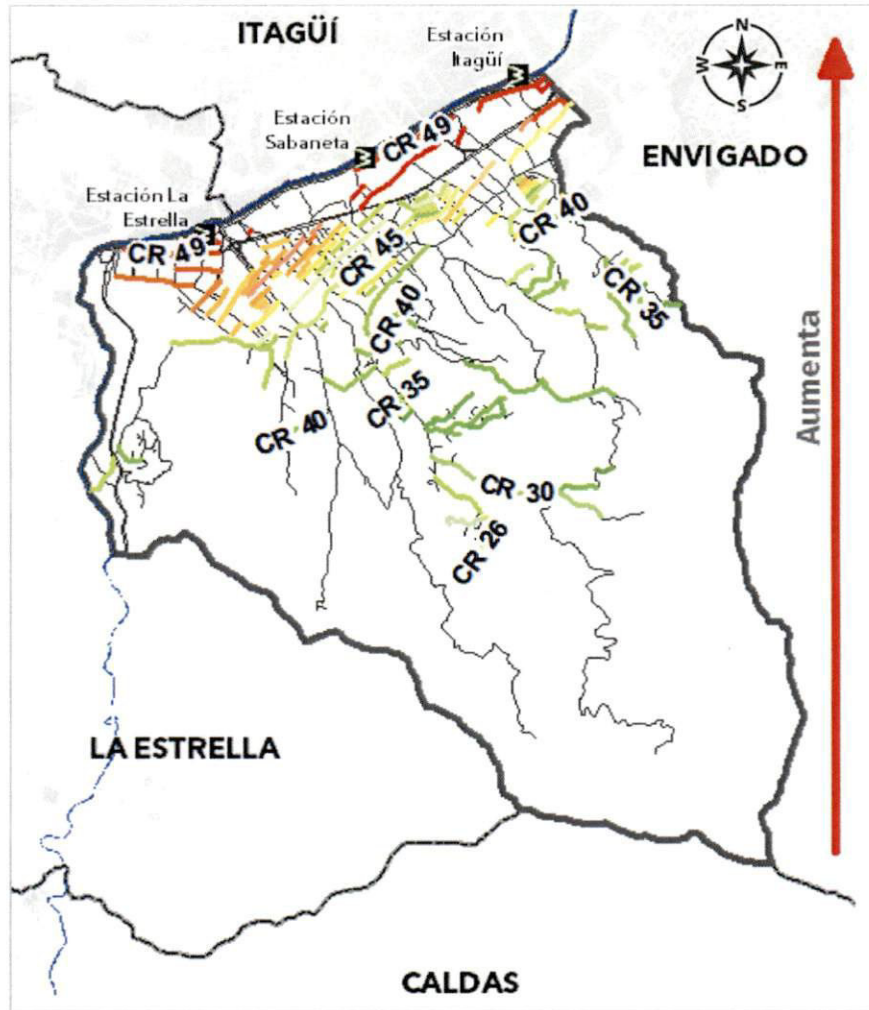 ITAGÜÍ
Estación
Itagüí
N
W
E
S
M
Estación
Sabaneta
M
CR 49
ENVIGADO
Estación La
Estrella
CR 49
CR 45
CR 40
CR 35
CR 40
CR 35
CR 40
CR 30
CR 26
Aumenta
LA ESTRELLA
CALDAS